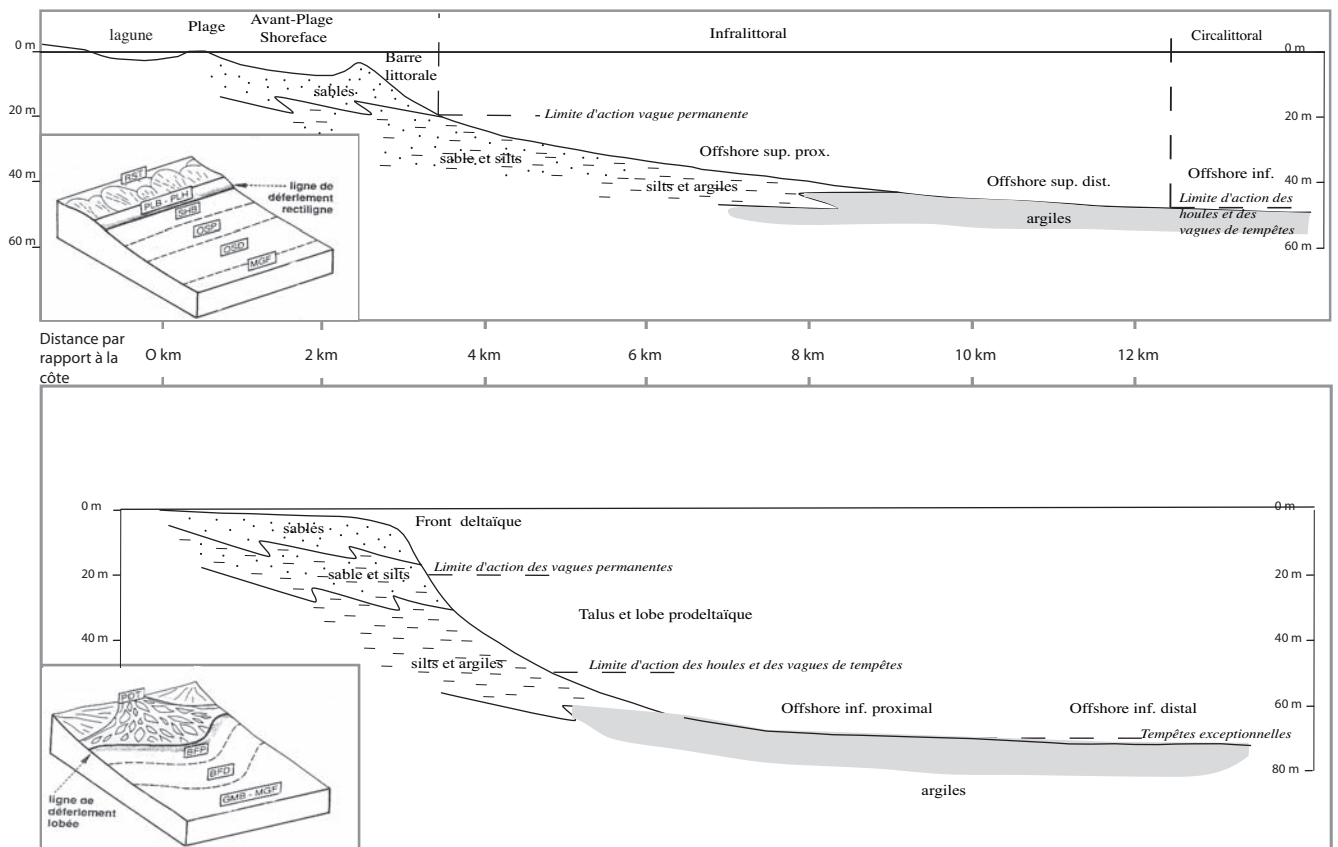 lagune
Plage
Avant-Plage
Shoreface
Barre
littorale
Infralittoral
Circalittoral
0 m
20 m
40 m
60 m
0 m
20 m
40 m
60 m
sables
Limite d'action vague permanente
sable et silts
Offshore sup. prox.
silts et argiles
Offshore sup. dist.
Offshore inf.
Limite d'action des
houles et des
vagues de tempêtes
argiles
RST
PLB - PLH
SHB
OSP
OSD
MGF
ligne de
déferlement
rectiligne
Distance par
rapport à la
côte
O km
2 km
4 km
6 km
8 km
10 km
12 km
0 m
20 m
40 m
0 m
20 m
40 m
60 m
80 m
sables
Front deltaïque
sable et silts
Limite d'action des vagues permanentes
Talus et lobe prodeltaïque
silts et argiles
Limite d'action des houles et des vagues de tempêtes
Offshore inf. proximal
Offshore inf. distal
Tempêtes exceptionnelles
argiles
BFP
BFD
GMB - MGF
ligne de
déferlement
lobée